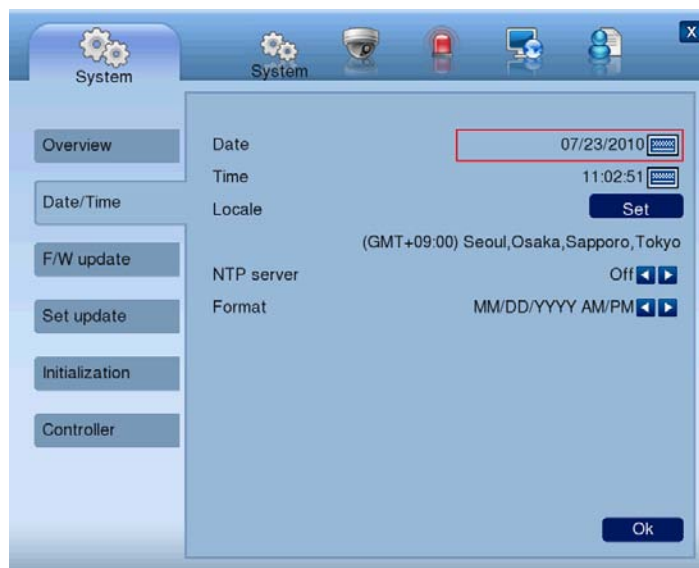 System
System
X
Overview
Date/Time
F/W update
Set update
Initialization
Controller
Date 07/23/2010
Time 11:02:51
Locale Set
(GMT+09:00) Seoul,Osaka,Sapporo,Tokyo
NTP server Off
Format MM/DD/YYYY AM/PM
Ok